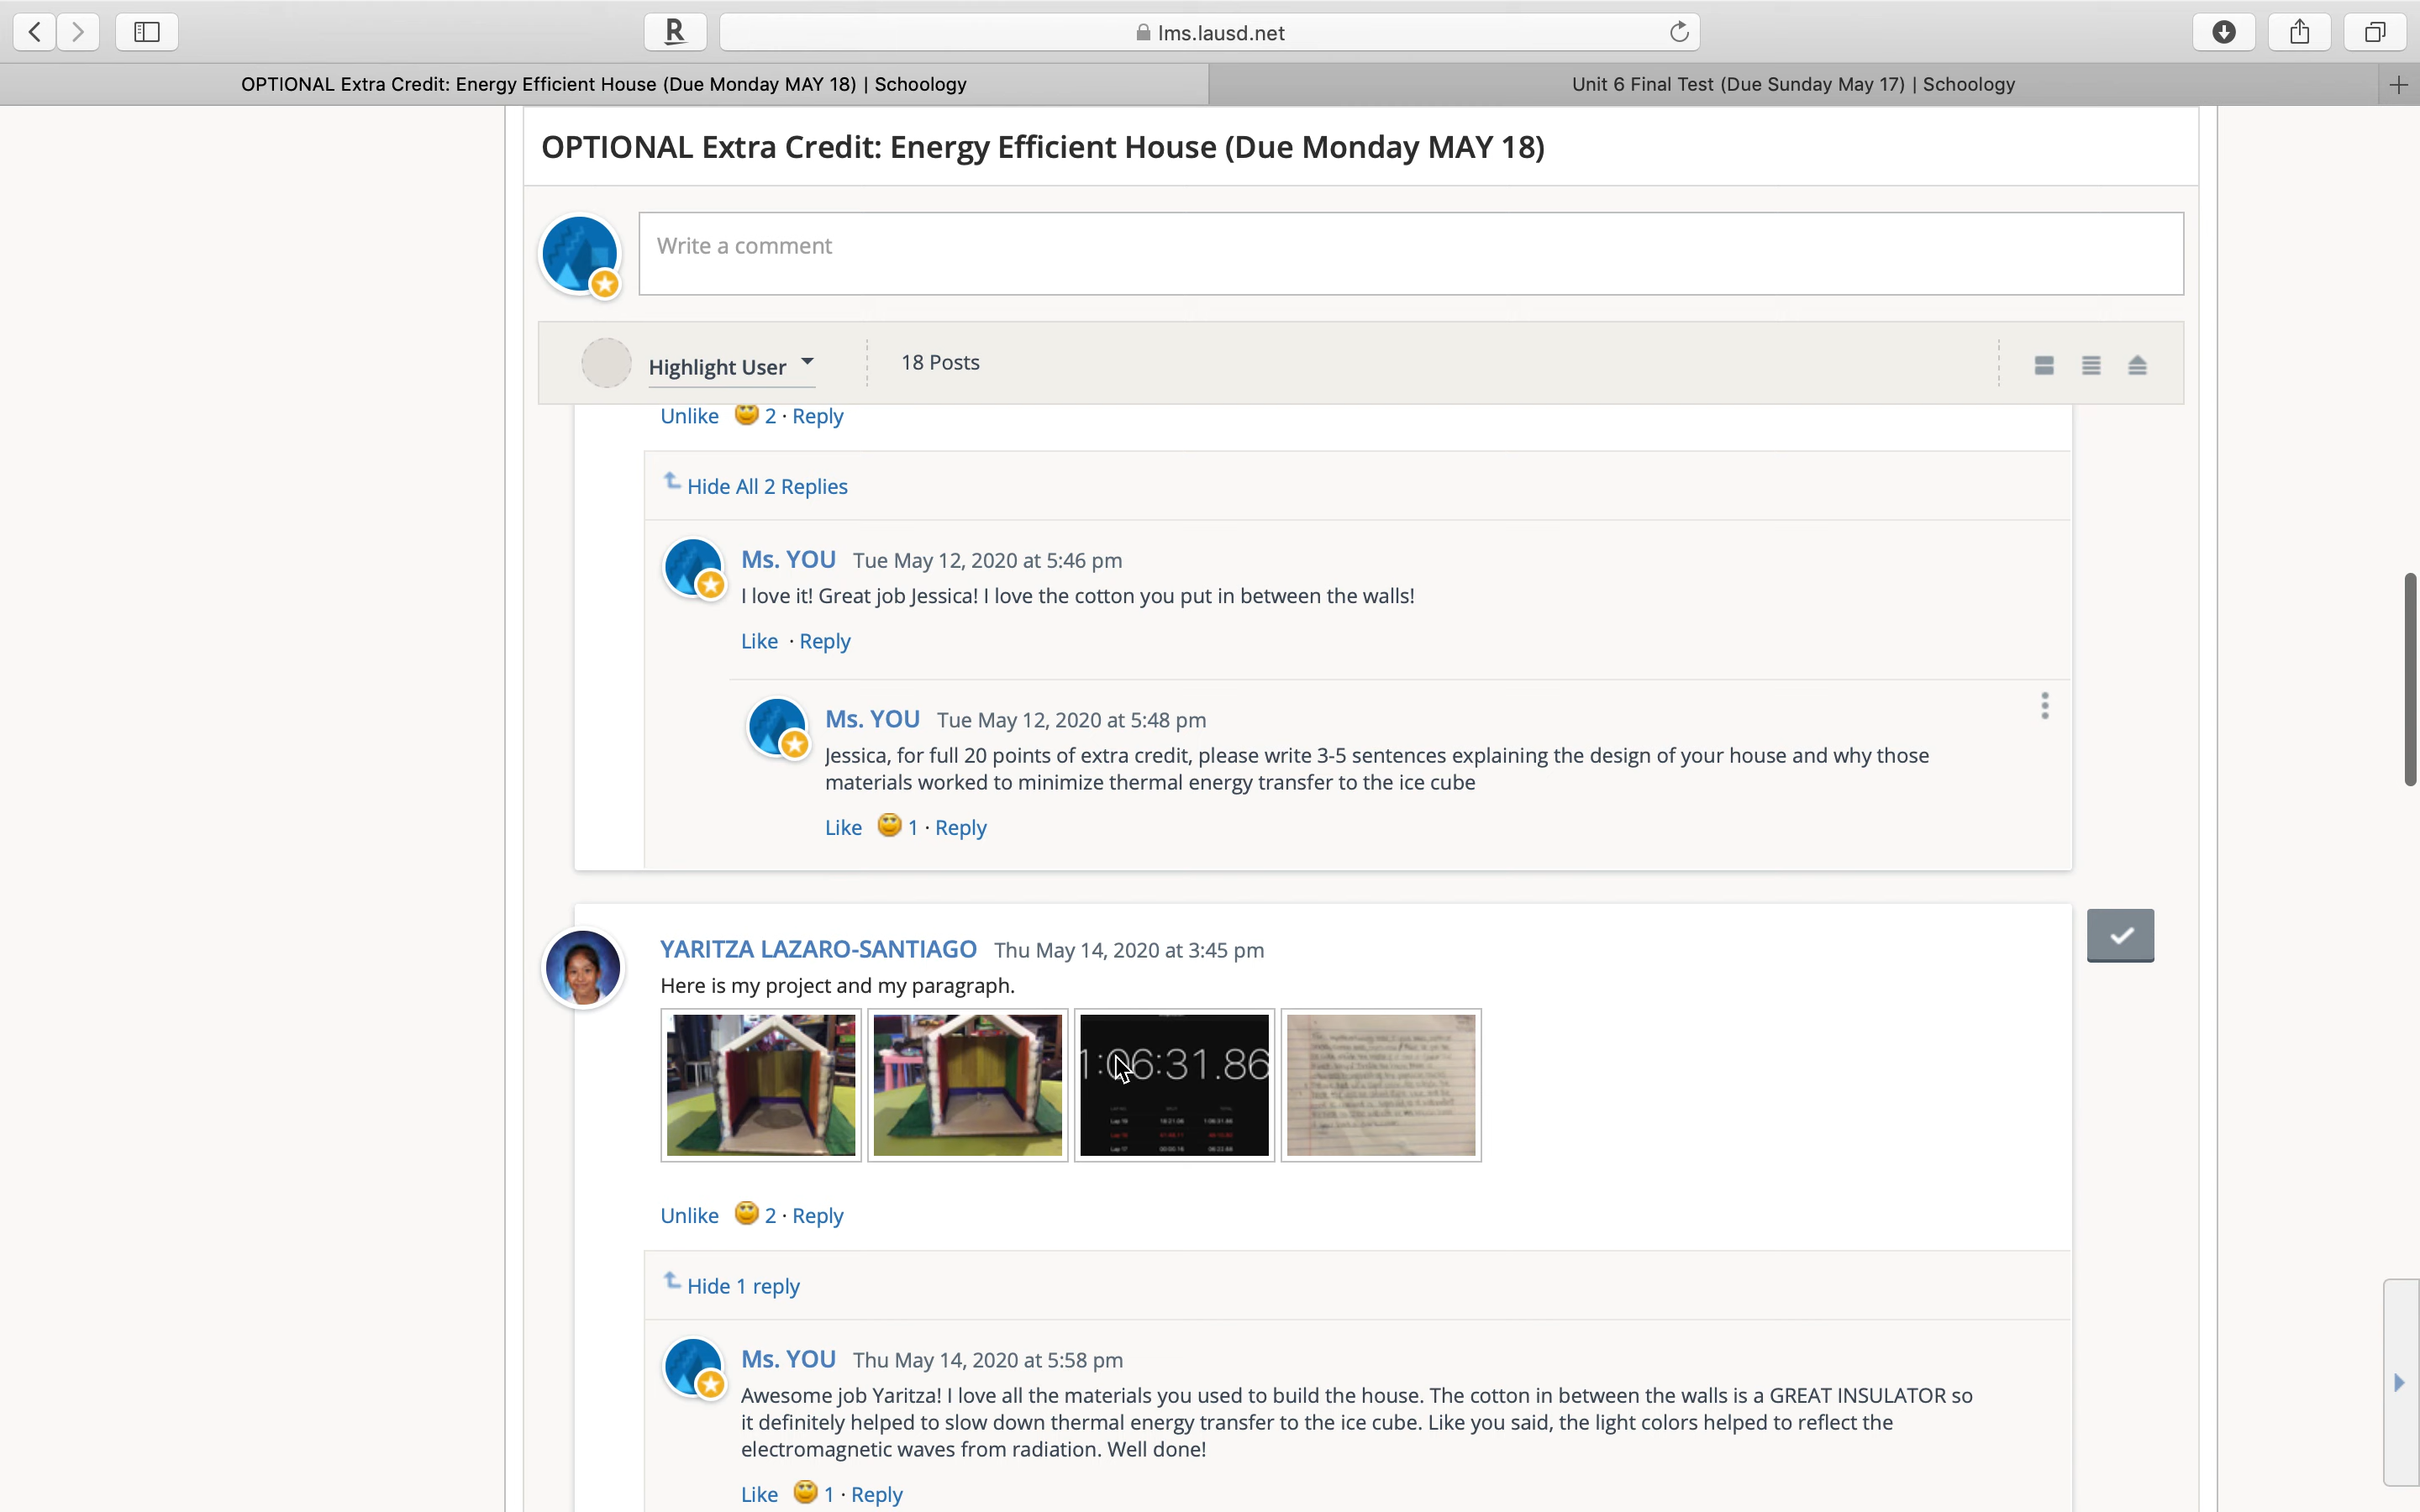 R
lms.lausd.net
OPTIONAL Extra Credit: Energy Efficient House (Due Monday MAY 18) | Schoology
Unit 6 Final Test (Due Sunday May 17) | Schoology
OPTIONAL Extra Credit: Energy Efficient House (Due Monday MAY 18)
Write a comment
Highlight User
18 Posts
Unlike 2 · Reply
Hide All 2 Replies
Ms. YOU Tue May 12, 2020 at 5:46 pm
I love it! Great job Jessica! I love the cotton you put in between the walls!
Like · Reply
Ms. YOU Tue May 12, 2020 at 5:48 pm
Jessica, for full 20 points of extra credit, please write 3-5 sentences explaining the design of your house and why those
materials worked to minimize thermal energy transfer to the ice cube
Like 1 · Reply
YARITZA LAZARO-SANTIAGO Thu May 14, 2020 at 3:45 pm
Here is my project and my paragraph.
1:06:31.86
Unlike 2 · Reply
Hide 1 reply
Ms. YOU Thu May 14, 2020 at 5:58 pm
Awesome job Yaritza! I love all the materials you used to build the house. The cotton in between the walls is a GREAT INSULATOR so
it definitely helped to slow down thermal energy transfer to the ice cube. Like you said, the light colors helped to reflect the
electromagnetic waves from radiation. Well done!
Like 1 · Reply